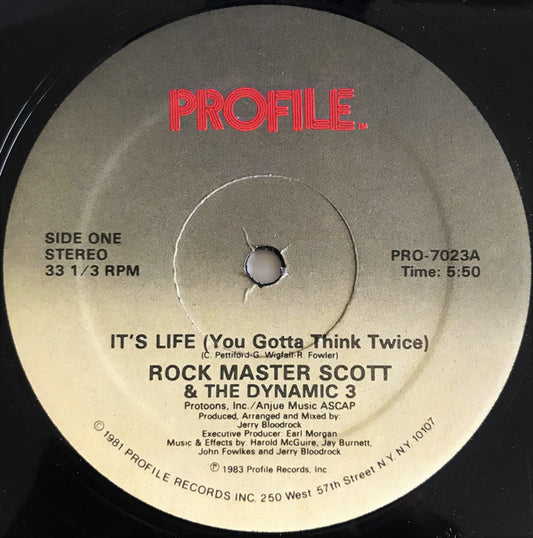 PROFILE
SIDE ONE
STEREO
33 1/3 RPM
PRO-7023A
Time: 5:50
IT'S LIFE (You Gotta Think Twice)
(C. Pettiford-G. Wigfall-R. Fowler)
ROCK MASTER SCOTT
& THE DYNAMIC 3
Protoons, Inc./Anjue Music ASCAP
Produced, Arranged and Mixed by:
Jerry Bloodrock
Executive Producer: Earl Morgan
Music & Effects by: Harold McGuire, Jay Burnett,
John Fowlkes and Jerry Bloodrock
℗ 1983 Profile Records, Inc.
© 1981 PROFILE RECORDS INC. 250 West 57th Street N.Y. N.Y. 10107